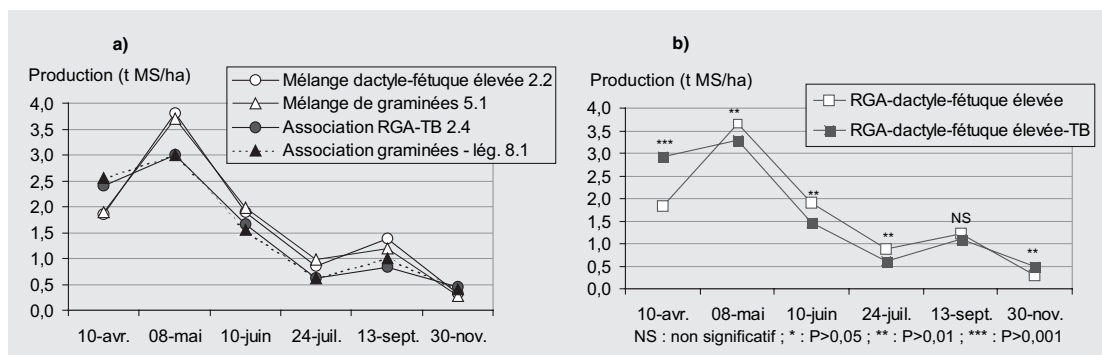 a)
Production (t MS/ha)
Mélange dactyle-fétuque élevée 2.2
Mélange de graminées 5.1
Association RGA-TB 2.4
Association graminées - lég. 8.1
4,0
3,5
3,0
2,5
2,0
1,5
1,0
0,5
0,0
10-avr. 08-mai 10-juin 24-juil. 13-sept. 30-nov.
b)
Production (t MS/ha)
RGA-dactyle-fétuque élevée
RGA-dactyle-fétuque élevée-TB
4,0
3,5
3,0
2,5
2,0
1,5
1,0
0,5
0,0
*** ** ** ** NS **
10-avr. 08-mai 10-juin 24-juil. 13-sept. 30-nov.
NS : non significatif ; * : P>0,05 ; ** : P>0,01 ; *** : P>0,001